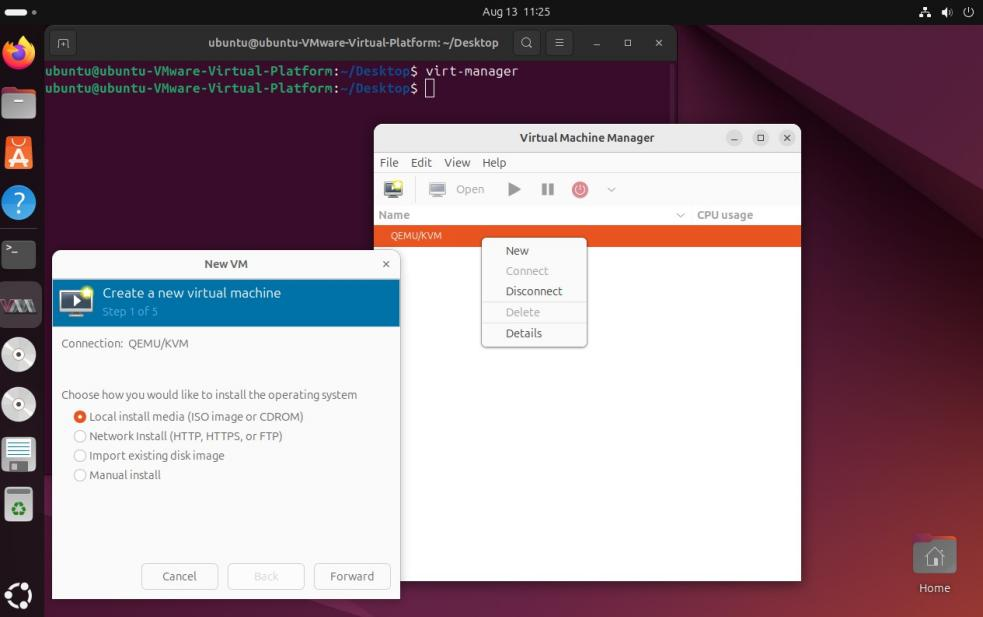 Aug 13 11:25
ubuntu@ubuntu-VMware-Virtual-Platform: ~/Desktop
ubuntu@ubuntu-VMware-Virtual-Platform:~/Desktop$ virt-manager
ubuntu@ubuntu-VMware-Virtual-Platform:~/Desktop$
Virtual Machine Manager
File Edit View Help
Open
Name CPU usage
QEMU/KVM
New
Connect
Disconnect
Delete
Details
New VM
Create a new virtual machine
Step 1 of 5
Connection: QEMU/KVM
Choose how you would like to install the operating system
Local install media (ISO image or CDROM)
Network Install (HTTP, HTTPS, or FTP)
Import existing disk image
Manual install
Cancel Back Forward
Home